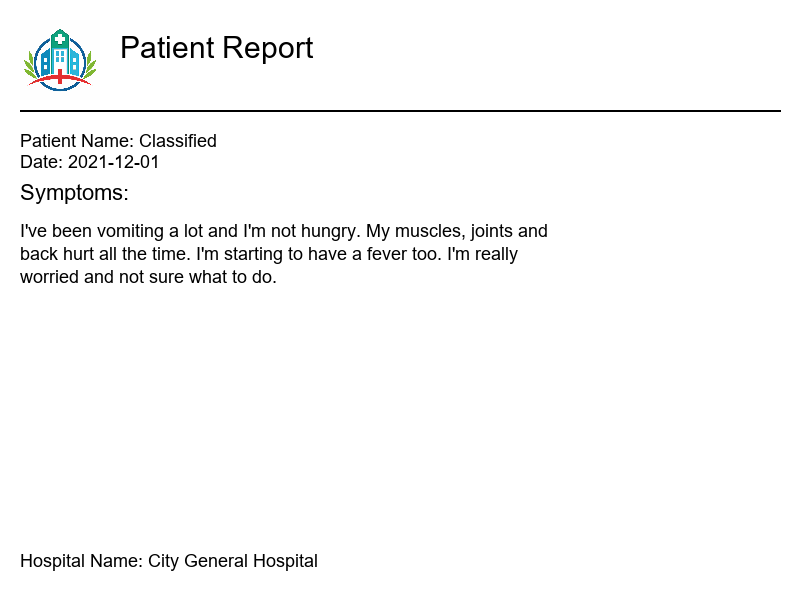 Patient Report
Patient Name: Classified
Date: 2021-12-01
Symptoms:
I've been vomiting a lot and I'm not hungry. My muscles, joints and
back hurt all the time. I'm starting to have a fever too. I'm really
worried and not sure what to do.
Hospital Name: City General Hospital